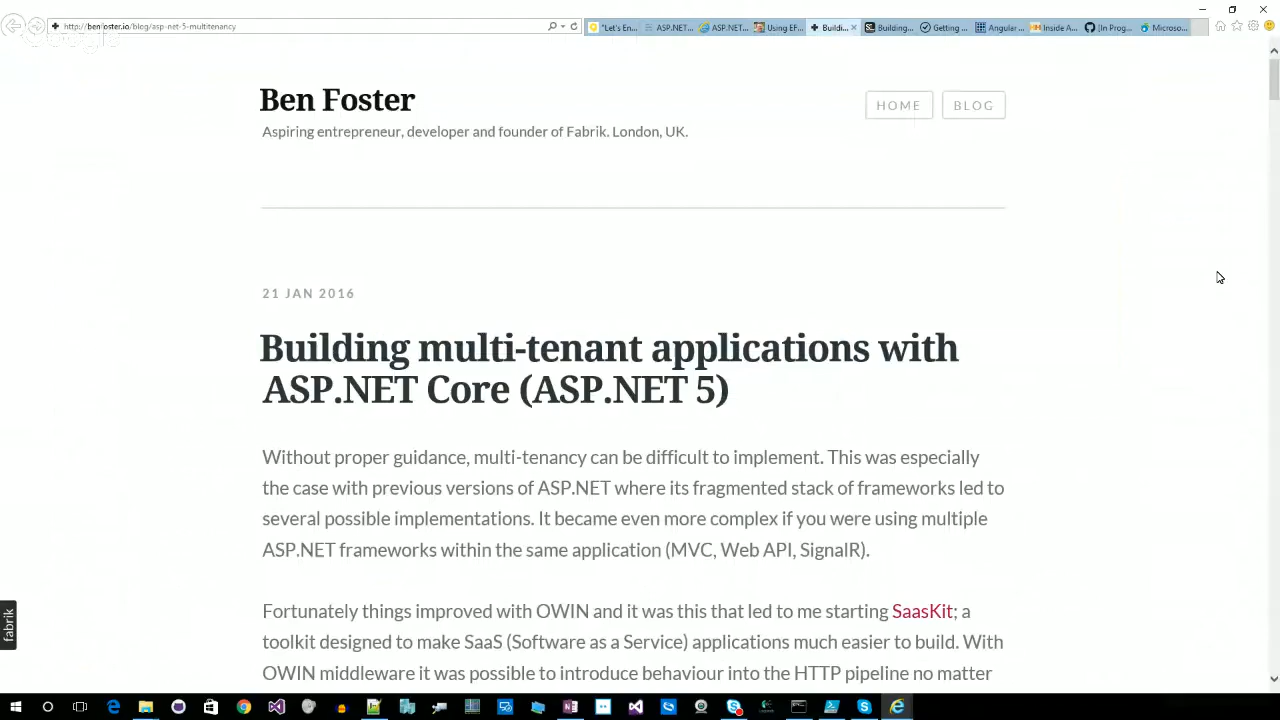 http://benfoster.io/blog/asp-net-5-multitenancy
"Let's En...
ASP.NET...
ASP.NET...
Using EF...
Buildi...
Building...
Getting ...
Angular ...
Inside A...
[In Prog...
Microso...
Google
Ben Foster
HOME
BLOG
Aspiring entrepreneur, developer and founder of Fabrik. London, UK.
21 JAN 2016
Building multi-tenant applications with
ASP.NET Core (ASP.NET 5)
Without proper guidance, multi-tenancy can be difficult to implement. This was especially
the case with previous versions of ASP.NET where its fragmented stack of frameworks led to
several possible implementations. It became even more complex if you were using multiple
ASP.NET frameworks within the same application (MVC, Web API, SignalR).
Fortunately things improved with OWIN and it was this that led to me starting SaasKit; a
toolkit designed to make SaaS (Software as a Service) applications much easier to build. With
OWIN middleware it was possible to introduce behaviour into the HTTP pipeline no matter
fabrik